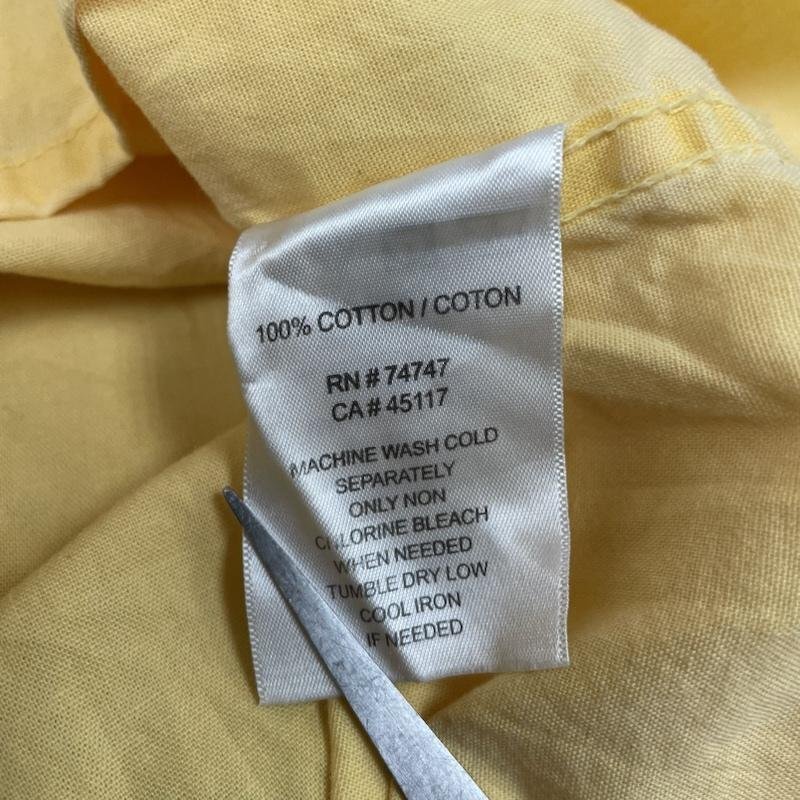 100% COTTON / COTON
RN # 74747
CA # 45117
MACHINE WASH COLD
SEPARATELY
ONLY NON
CHLORINE BLEACH
WHEN NEEDED
TUMBLE DRY LOW
COOL IRON
IF NEEDED